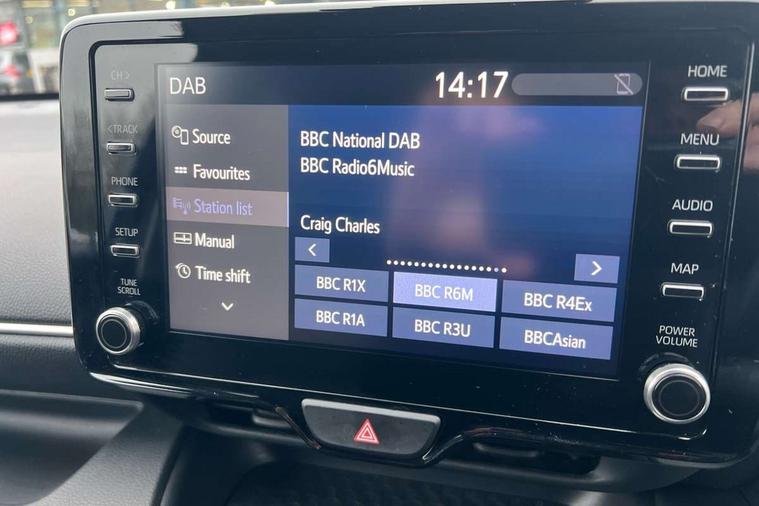 CH>
<TRACK
PHONE
SETUP
TUNE
SCROLL
DAB
14:17
Source
Favourites
Station list
Manual
Time shift
BBC National DAB
BBC Radio6Music
Craig Charles
<
>
BBC R1X
BBC R6M
BBC R4Ex
BBC R1A
BBC R3U
BBCAsian
HOME
MENU
AUDIO
MAP
POWER
VOLUME